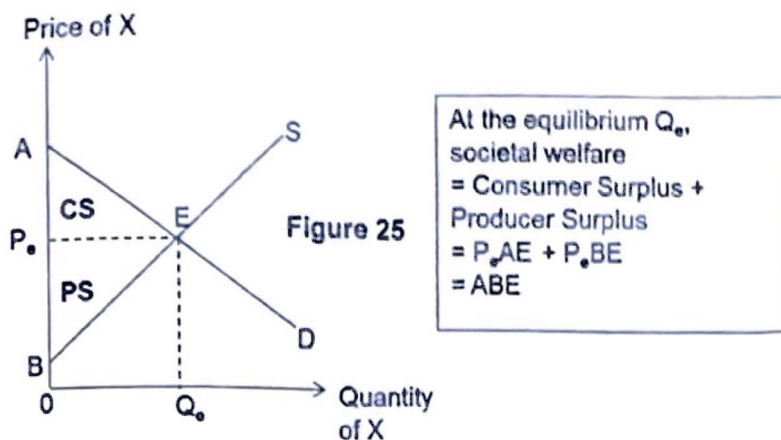 Price of X
A
S
CS
E
Figure 25
Pₑ
PS
B
D
0
Qₑ
Quantity
of X
At the equilibrium Qₑ,
societal welfare
= Consumer Surplus +
Producer Surplus
= PₑAE + PₑBE
= ABE